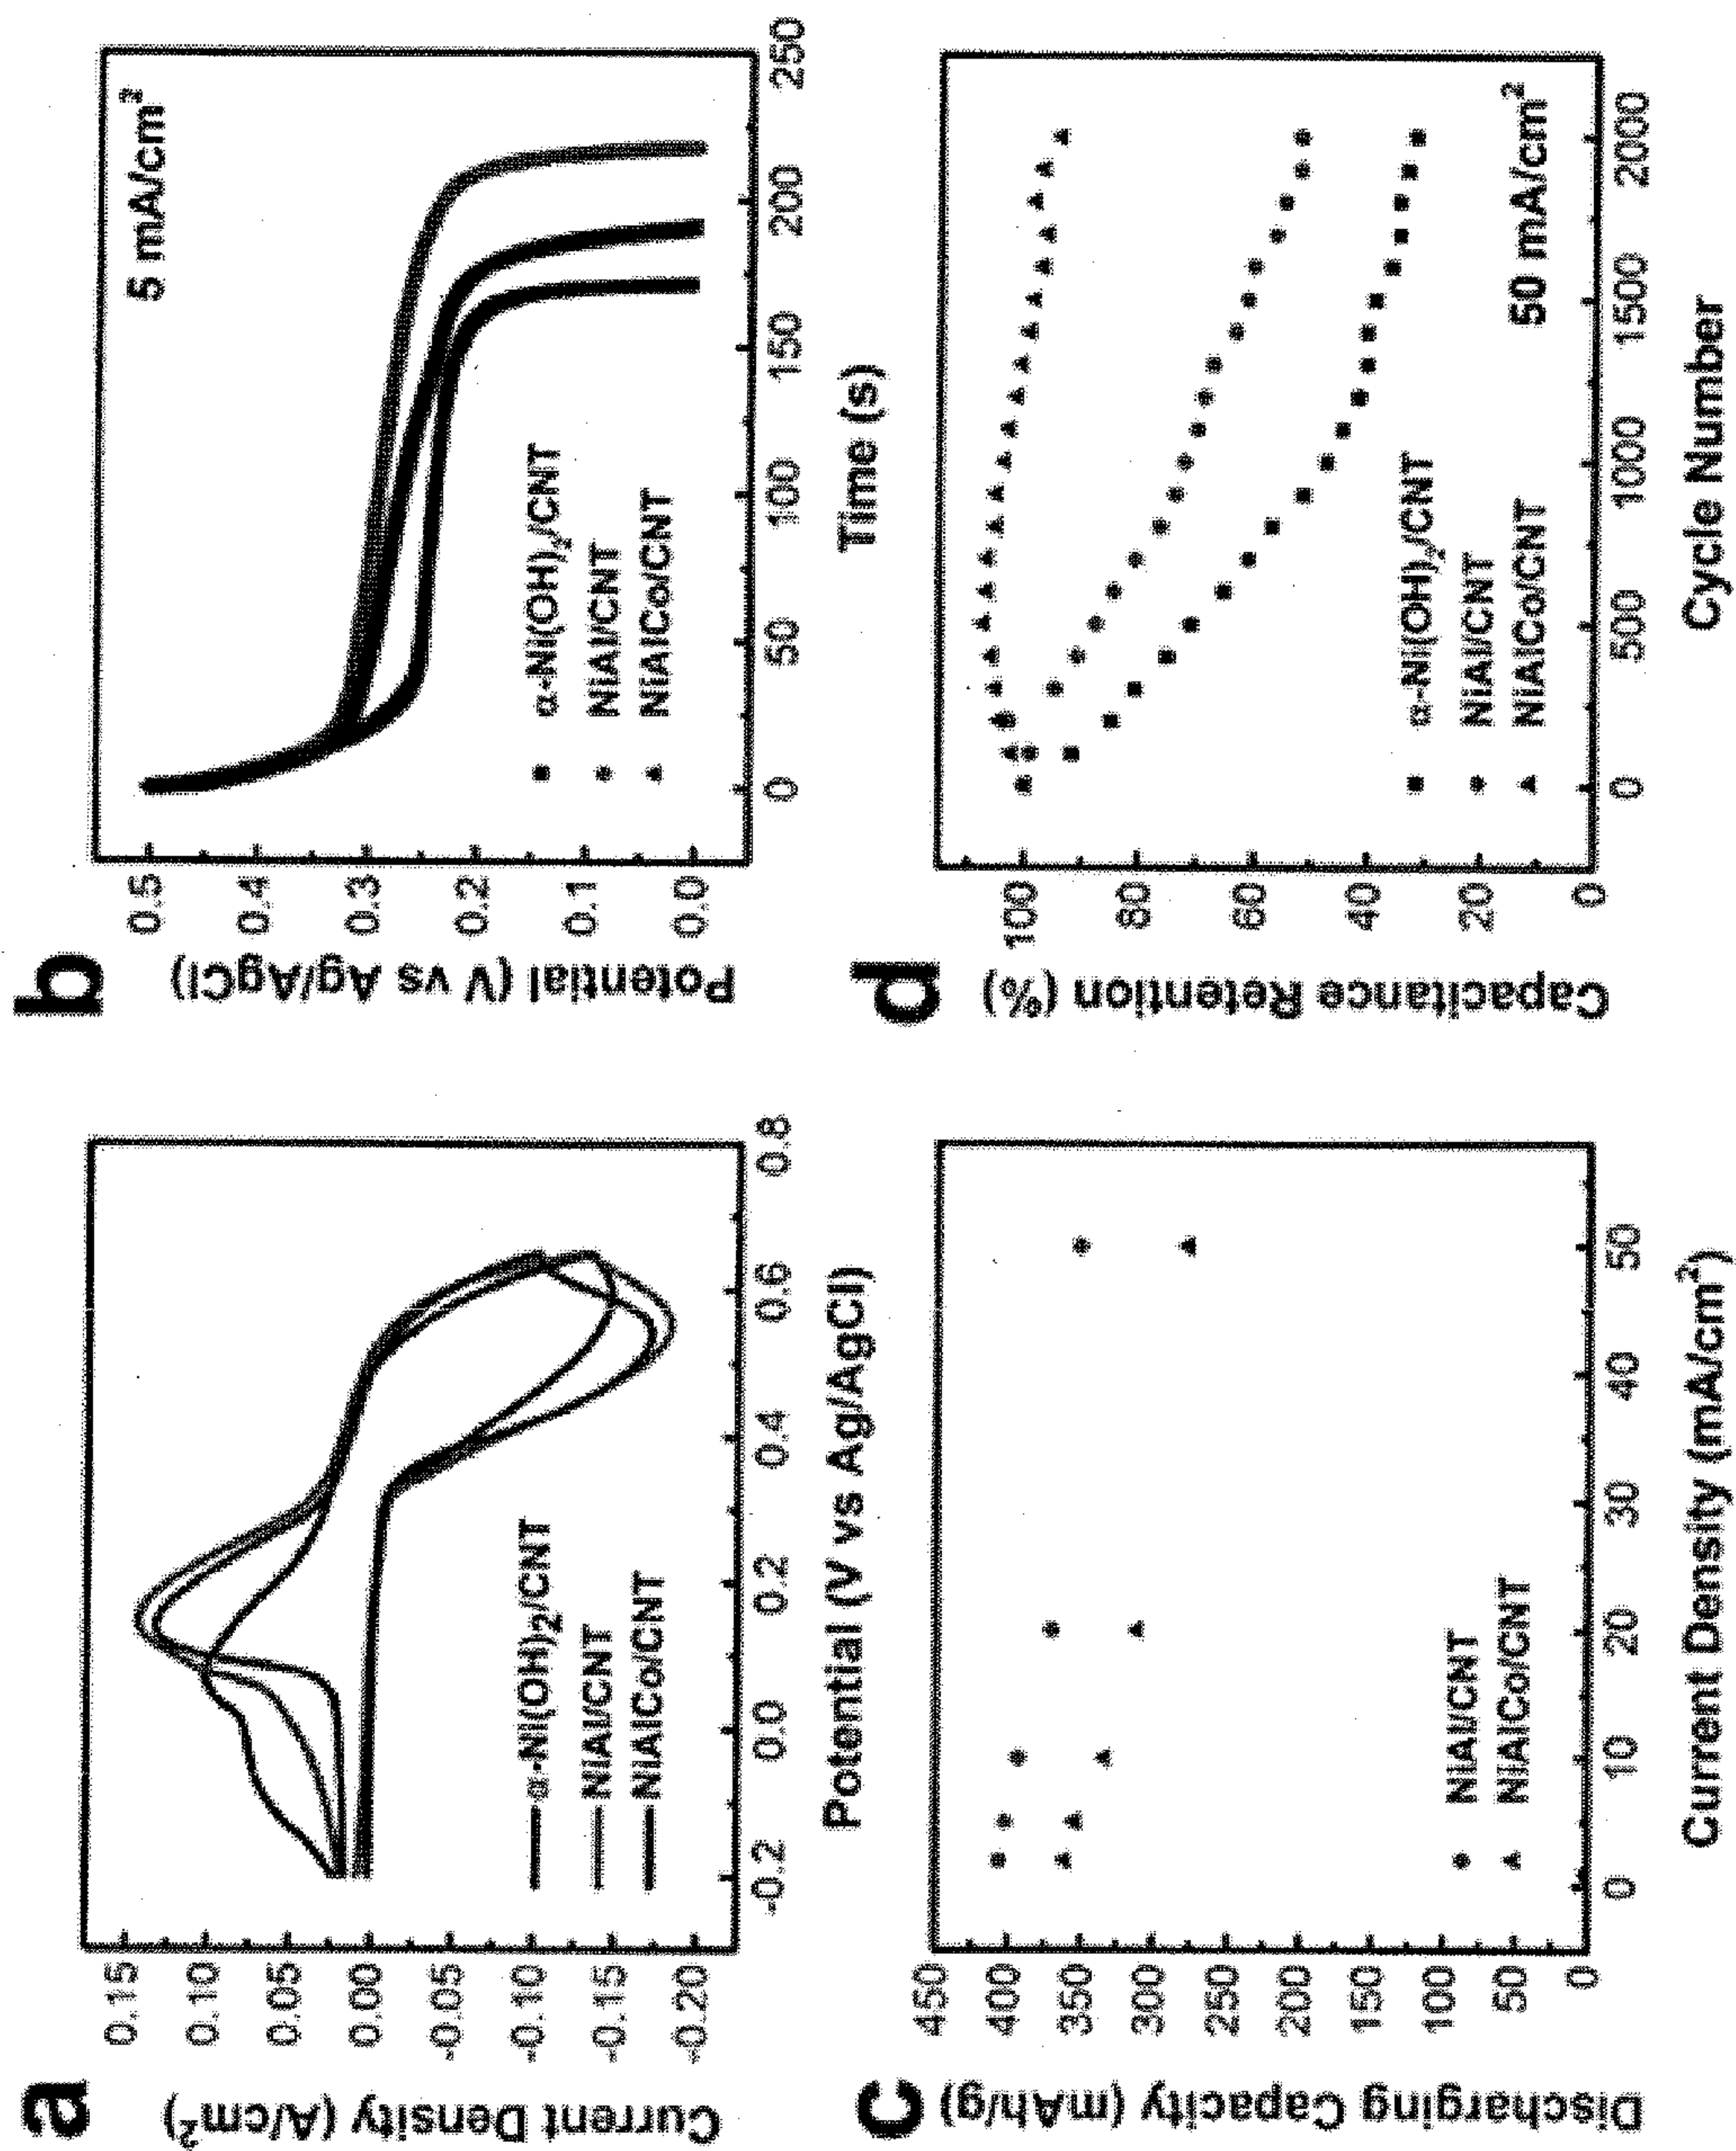 a
Current Density (A/cm²)
0.15
0.10
0.05
0.00
-0.05
-0.10
-0.15
-0.20
α-Ni(OH)₂/CNT
NiAl/CNT
NiAlCo/CNT
-0.2
0.0
0.2
0.4
0.6
0.8
Potential (V vs Ag/AgCl)
b
Potential (V vs Ag/AgCl)
0.5
0.4
0.3
0.2
0.1
0.0
5 mA/cm²
α-Ni(OH)₂/CNT
NiAl/CNT
NiAlCo/CNT
0
50
100
150
200
250
Time (s)
c
Discharging Capacity (mAh/g)
450
400
350
300
250
200
150
100
50
0
NiAl/CNT
NiAlCo/CNT
0
10
20
30
40
50
Current Density (mA/cm²)
d
Capacitance Retention (%)
100
80
60
40
20
0
α-Ni(OH)₂/CNT
NiAl/CNT
NiAlCo/CNT
50 mA/cm²
0
500
1000
1500
2000
Cycle Number